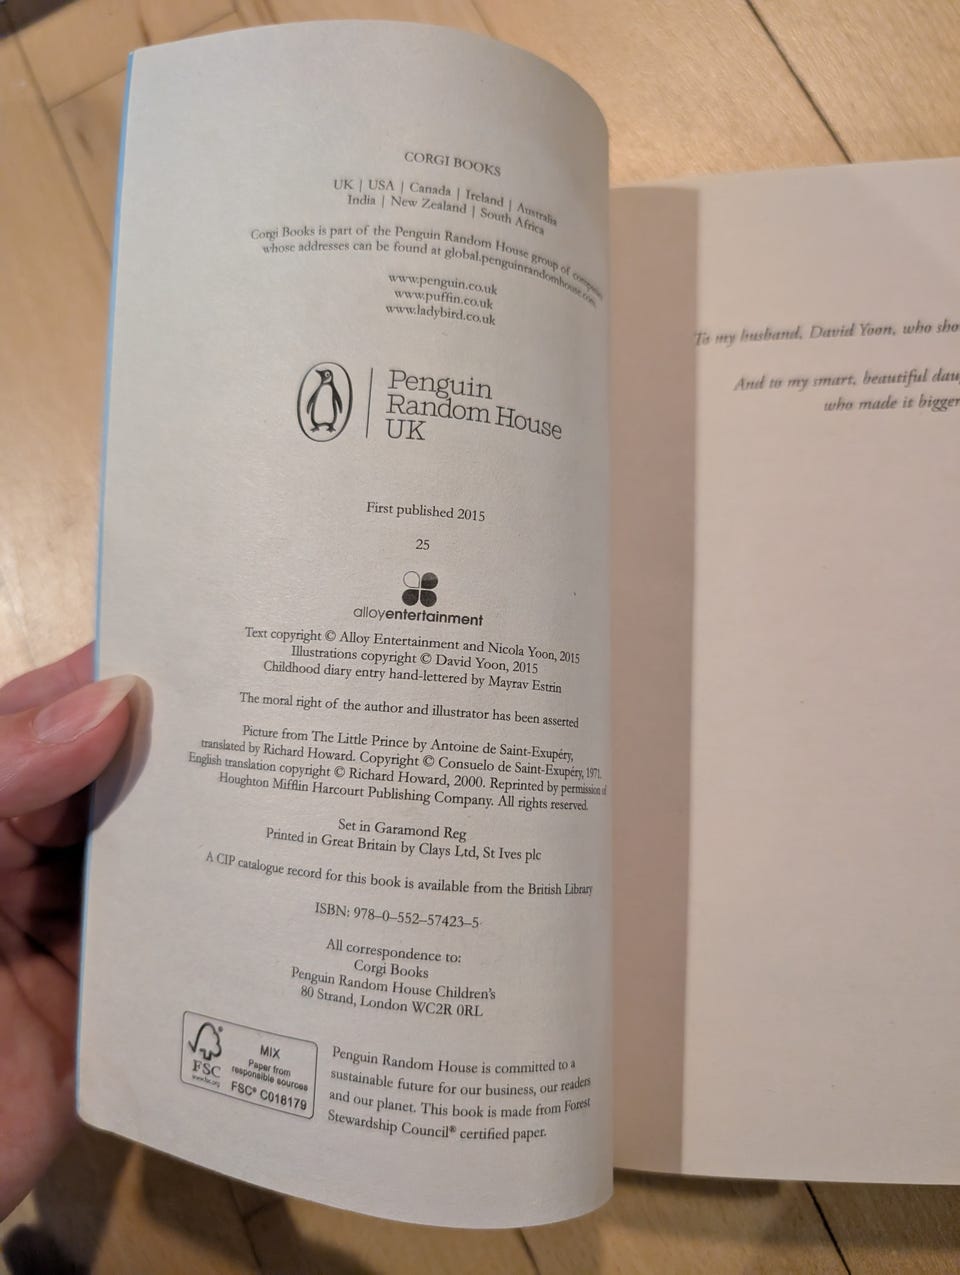 CORGI BOOKS
UK | USA | Canada | Ireland | Australia
India | New Zealand | South Africa
Corgi Books is part of the Penguin Random House group of companies
whose addresses can be found at global.penguinrandomhouse.com
www.penguin.co.uk
www.puffin.co.uk
www.ladybird.co.uk
Penguin
Random House
UK
First published 2015
25
alloyentertainment
Text copyright © Alloy Entertainment and Nicola Yoon, 2015
Illustrations copyright © David Yoon, 2015
Childhood diary entry hand-lettered by Mayrav Estrin
The moral right of the author and illustrator has been asserted
Picture from The Little Prince by Antoine de Saint-Exupéry,
translated by Richard Howard. Copyright © Consuelo de Saint-Exupéry, 1971.
English translation copyright © Richard Howard, 2000. Reprinted by permission of
Houghton Mifflin Harcourt Publishing Company. All rights reserved.
Set in Garamond Reg
Printed in Great Britain by Clays Ltd, St Ives plc
A CIP catalogue record for this book is available from the British Library
ISBN: 978–0–552–57423–5
All correspondence to:
Corgi Books
Penguin Random House Children's
80 Strand, London WC2R 0RL
FSC
www.fsc.org
MIX
Paper from
responsible sources
FSC® C018179
Penguin Random House is committed to a
sustainable future for our business, our readers
and our planet. This book is made from Forest
Stewardship Council® certified paper.
To my husband, David Yoon, who sho
And to my smart, beautiful dau
who made it bigger